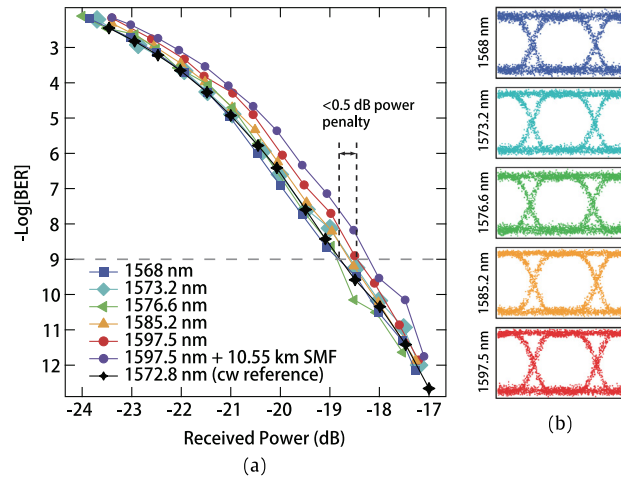 (a)
3
4
5
6
7
8
9
10
11
12
-Log[BER]
<0.5 dB power
penalty
1568 nm
1573.2 nm
1576.6 nm
1585.2 nm
1597.5 nm
1597.5 nm + 10.55 km SMF
1572.8 nm (cw reference)
-24 -23 -22 -21 -20 -19 -18 -17
Received Power (dB)
(b)
1568 nm
1573.2 nm
1576.6 nm
1585.2 nm
1597.5 nm
(a)
(b)